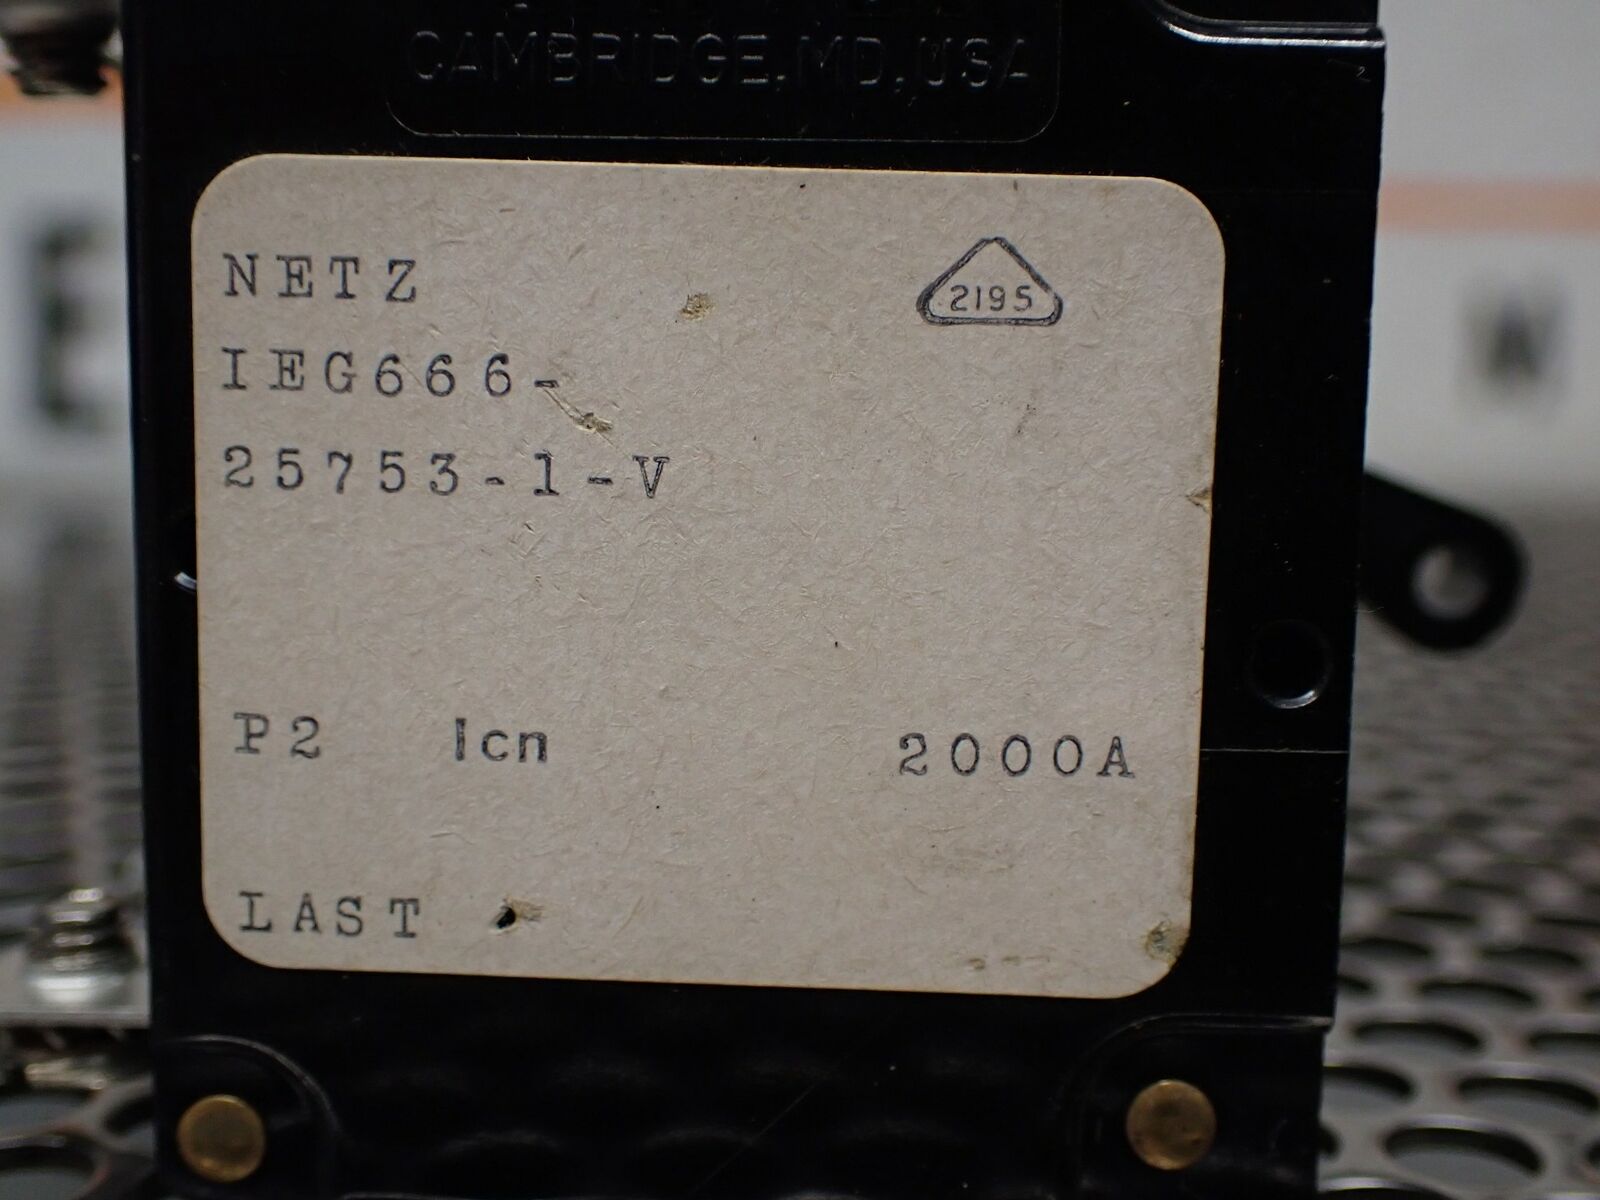 CAMBRIDGE, MD, USA
NETZ
2195
IEG666-
25753-1-V
P2 Icn 2000A
LAST
E
W